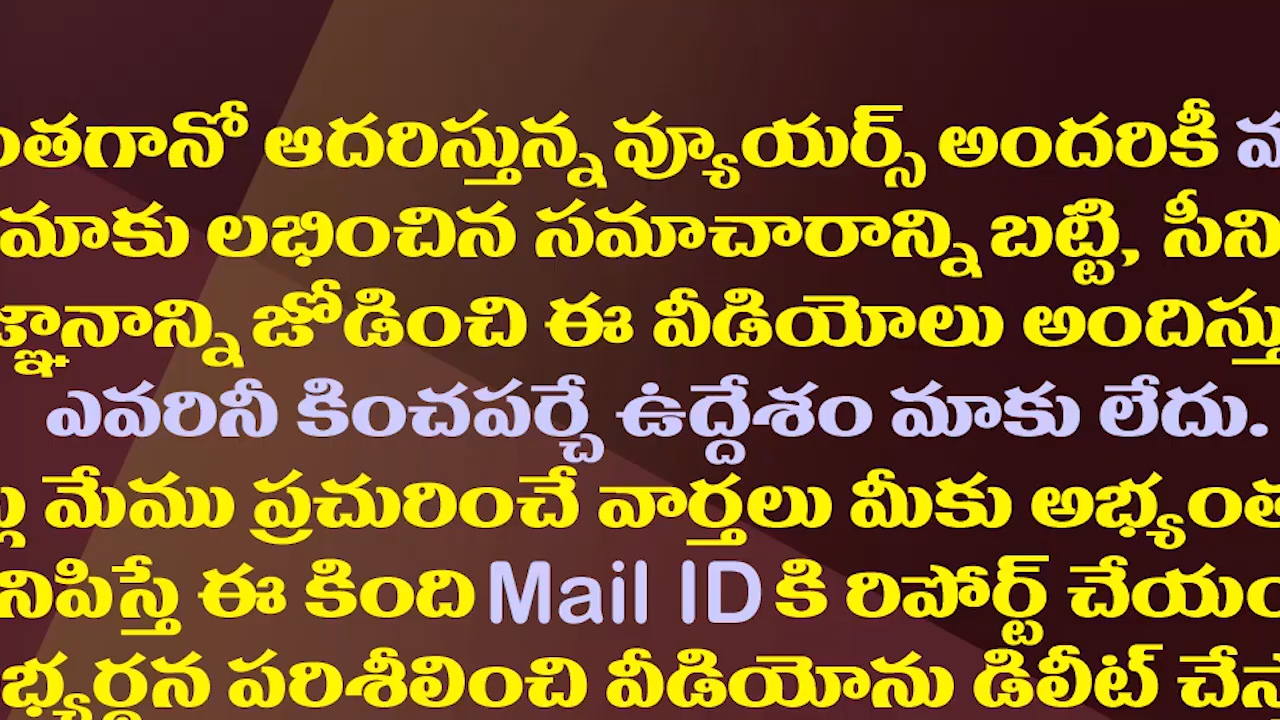 ఆదరిస్తున్న వ్యూయర్స్ అందరికీ
మాకు లభించిన సమాచారాన్ని బట్టి,
జోడించి ఈ వీడియోలు
ఎవరినీ కించపర్చే ఉద్దేశం మాకు లేదు.
మేము ప్రచురించే వార్తలు మీకు
ఈ కింది Mail ID కి రిపోర్ట్
పరిశీలించి వీడియోను డిలీట్